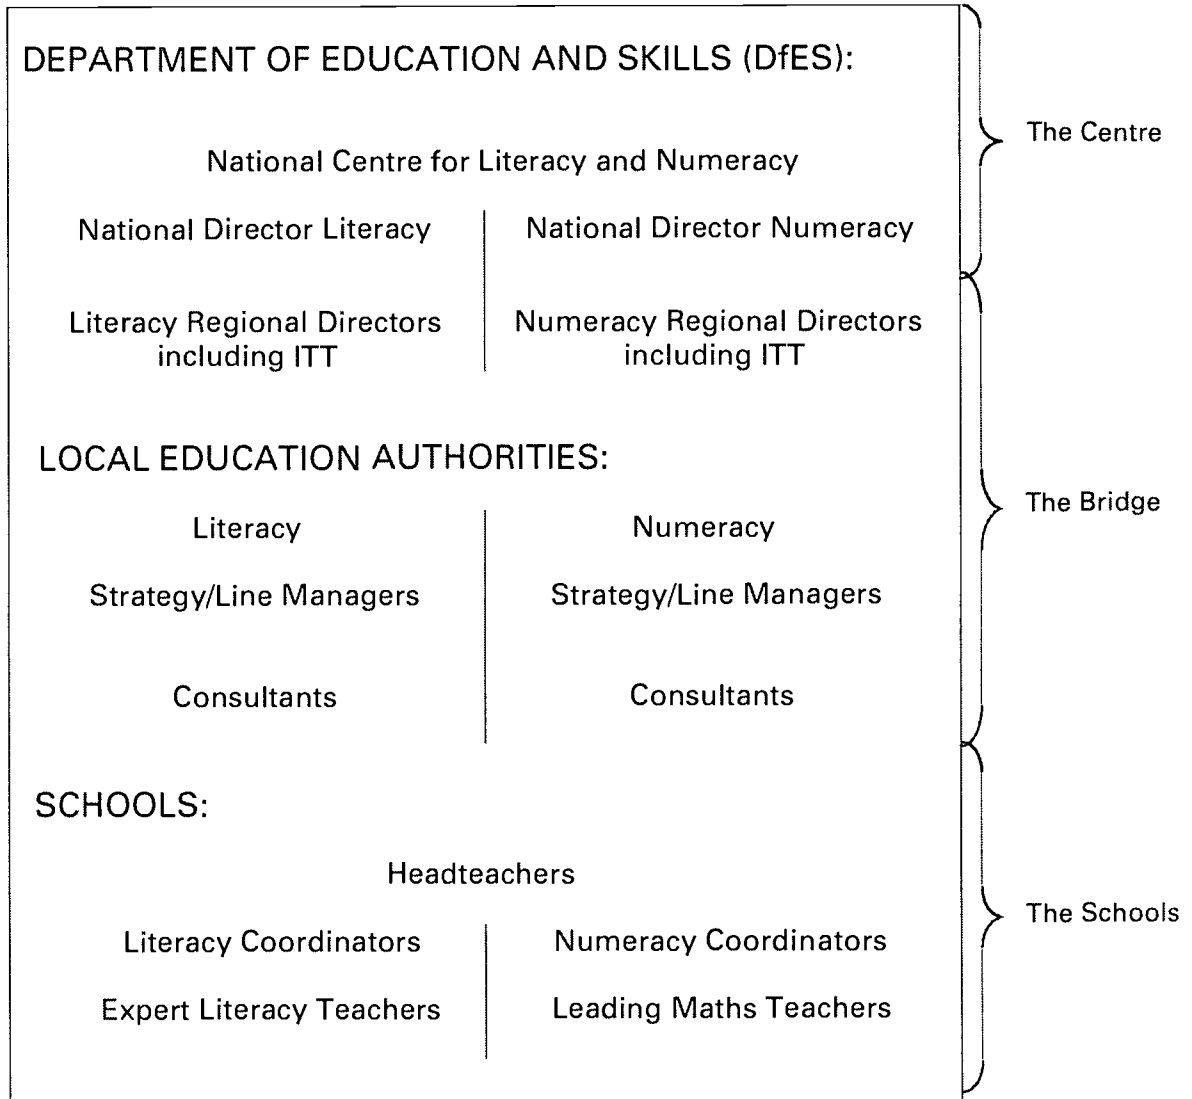 DEPARTMENT OF EDUCATION AND SKILLS (DfES):
The Centre
National Centre for Literacy and Numeracy
National Director Literacy
National Director Numeracy
Literacy Regional Directors
including ITT
Numeracy Regional Directors
including ITT
LOCAL EDUCATION AUTHORITIES:
The Bridge
Literacy
Numeracy
Strategy/Line Managers
Strategy/Line Managers
Consultants
Consultants
SCHOOLS:
Headteachers
The Schools
Literacy Coordinators
Numeracy Coordinators
Expert Literacy Teachers
Leading Maths Teachers